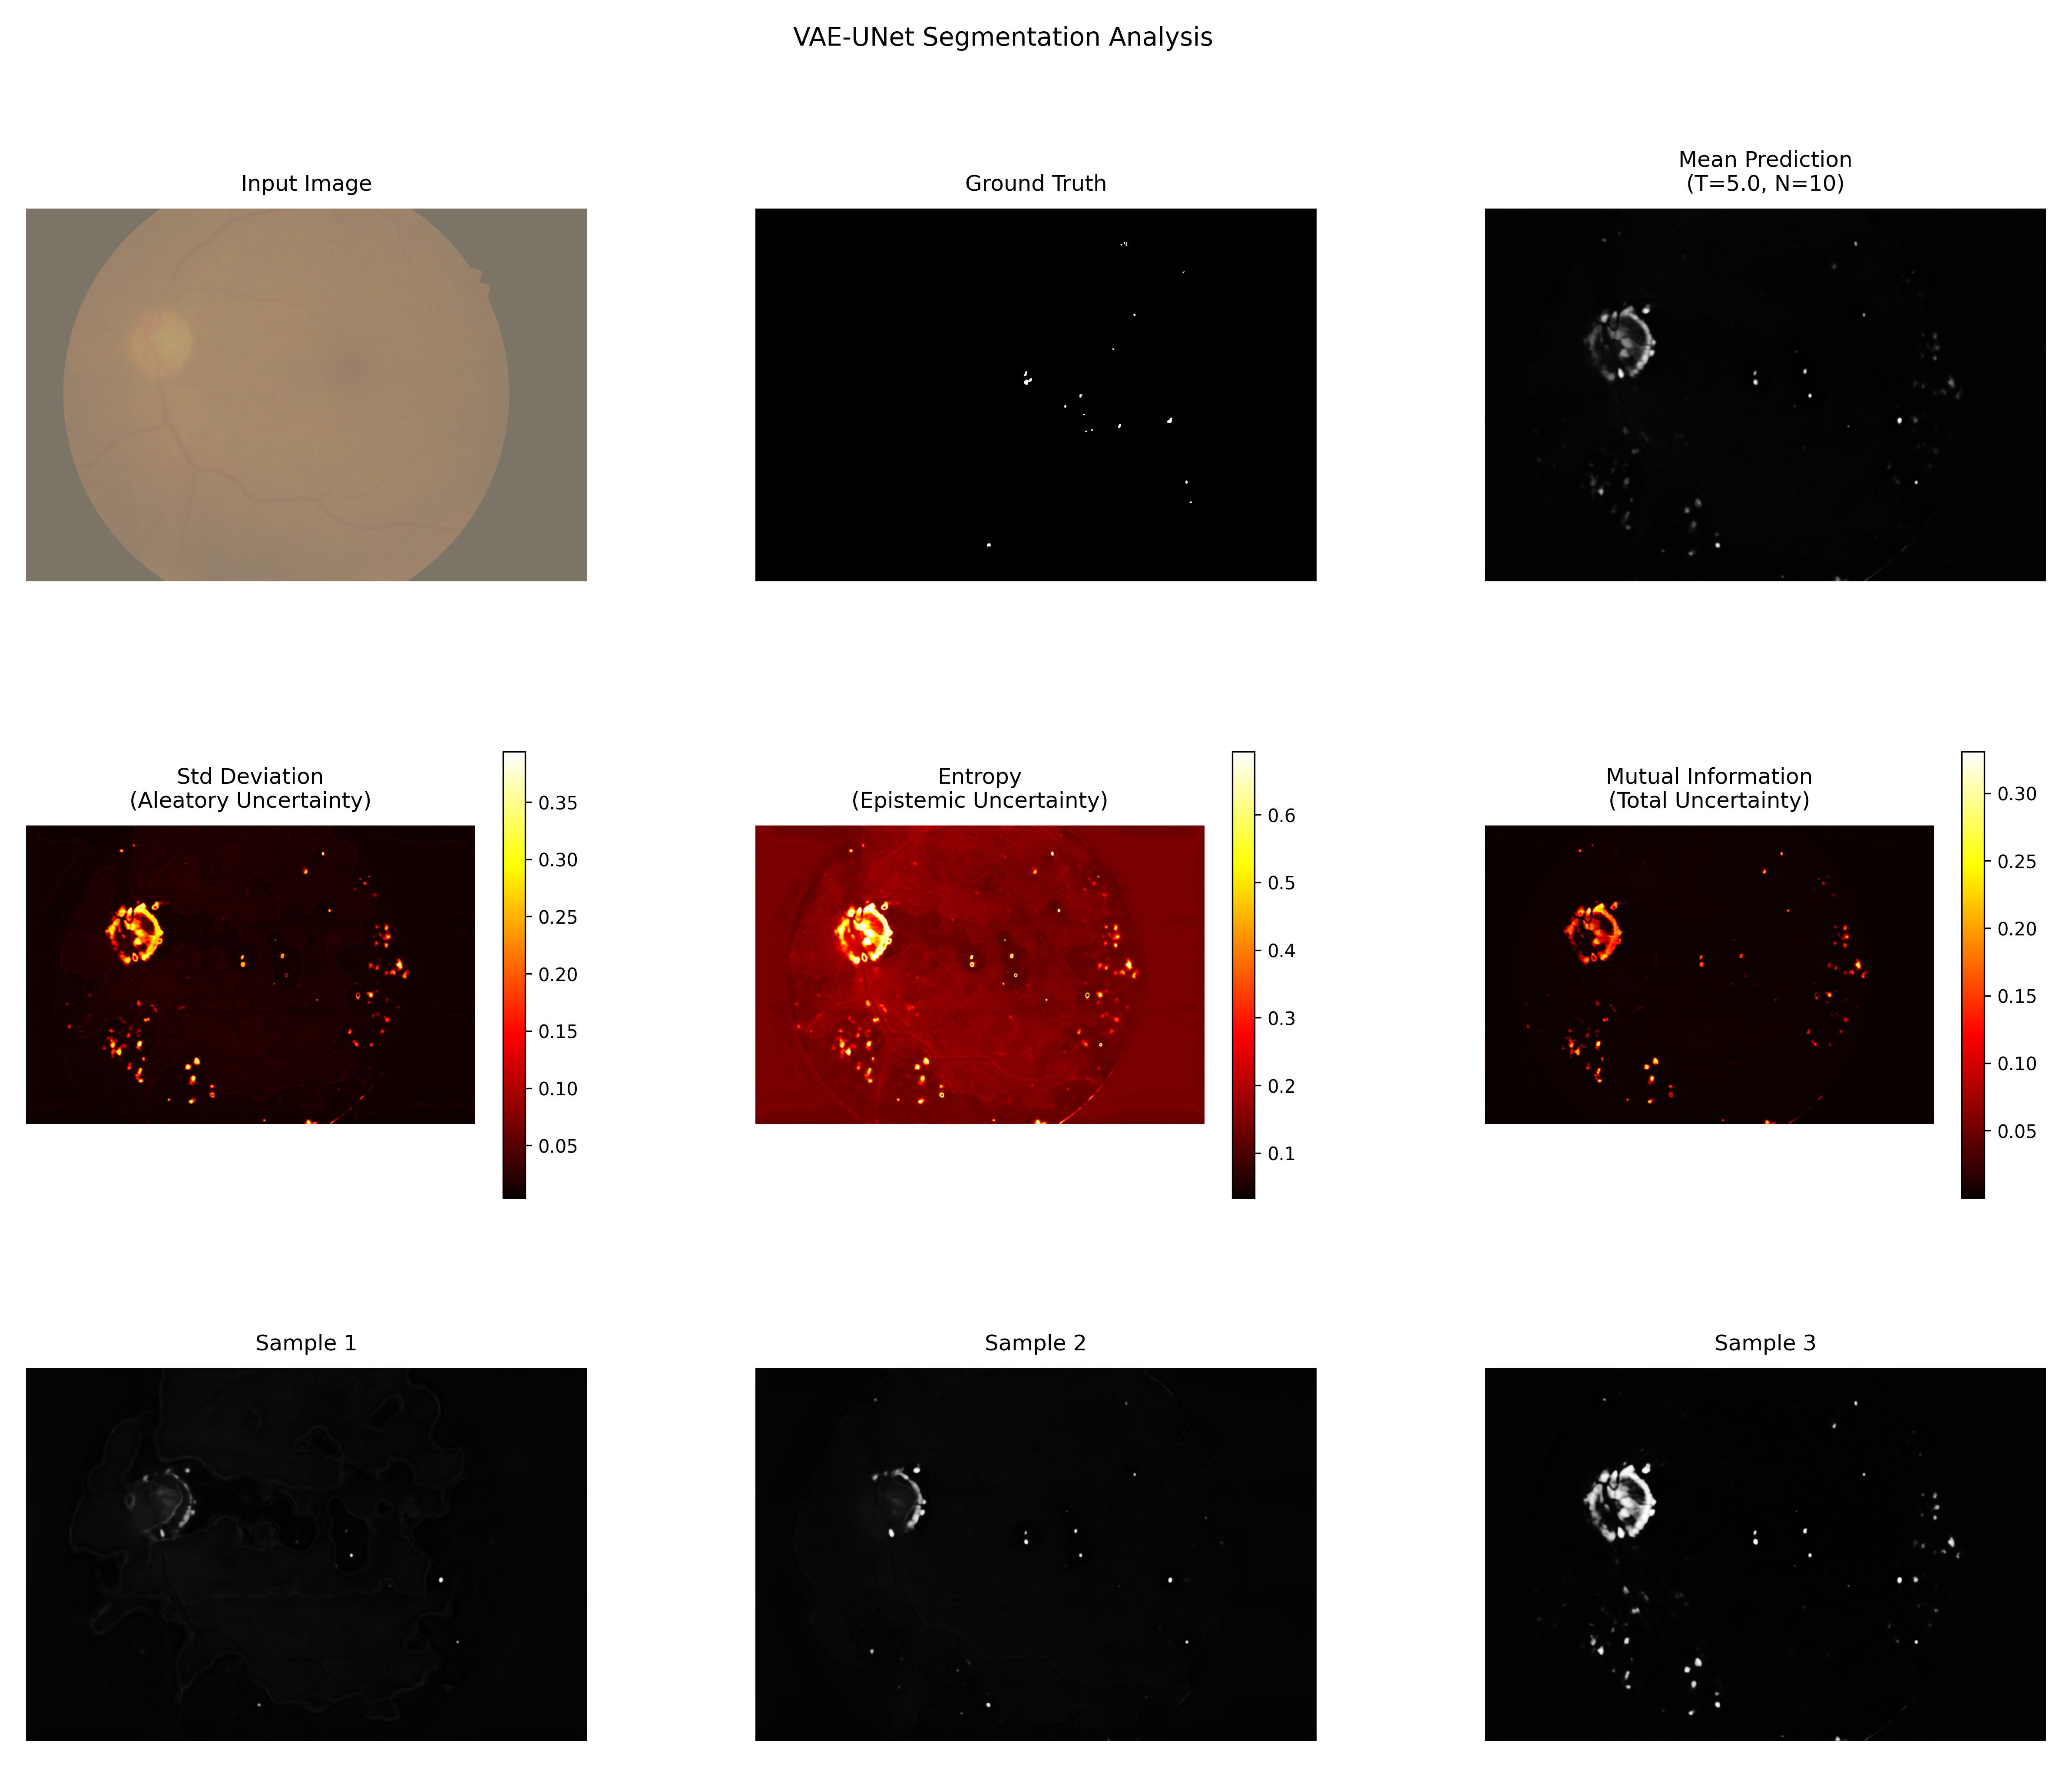 VAE-UNet Segmentation Analysis
Input Image
Ground Truth
Mean Prediction
(T=5.0, N=10)
Std Deviation
(Aleatory Uncertainty)
0.35
0.30
0.25
0.20
0.15
0.10
0.05
Entropy
(Epistemic Uncertainty)
0.6
0.5
0.4
0.3
0.2
0.1
Mutual Information
(Total Uncertainty)
0.30
0.25
0.20
0.15
0.10
0.05
Sample 1
Sample 2
Sample 3